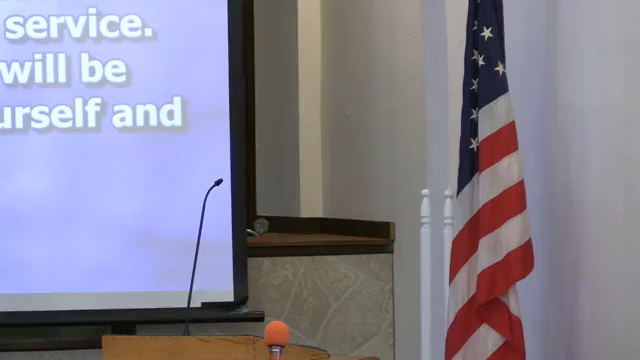 service.
will be
urself and